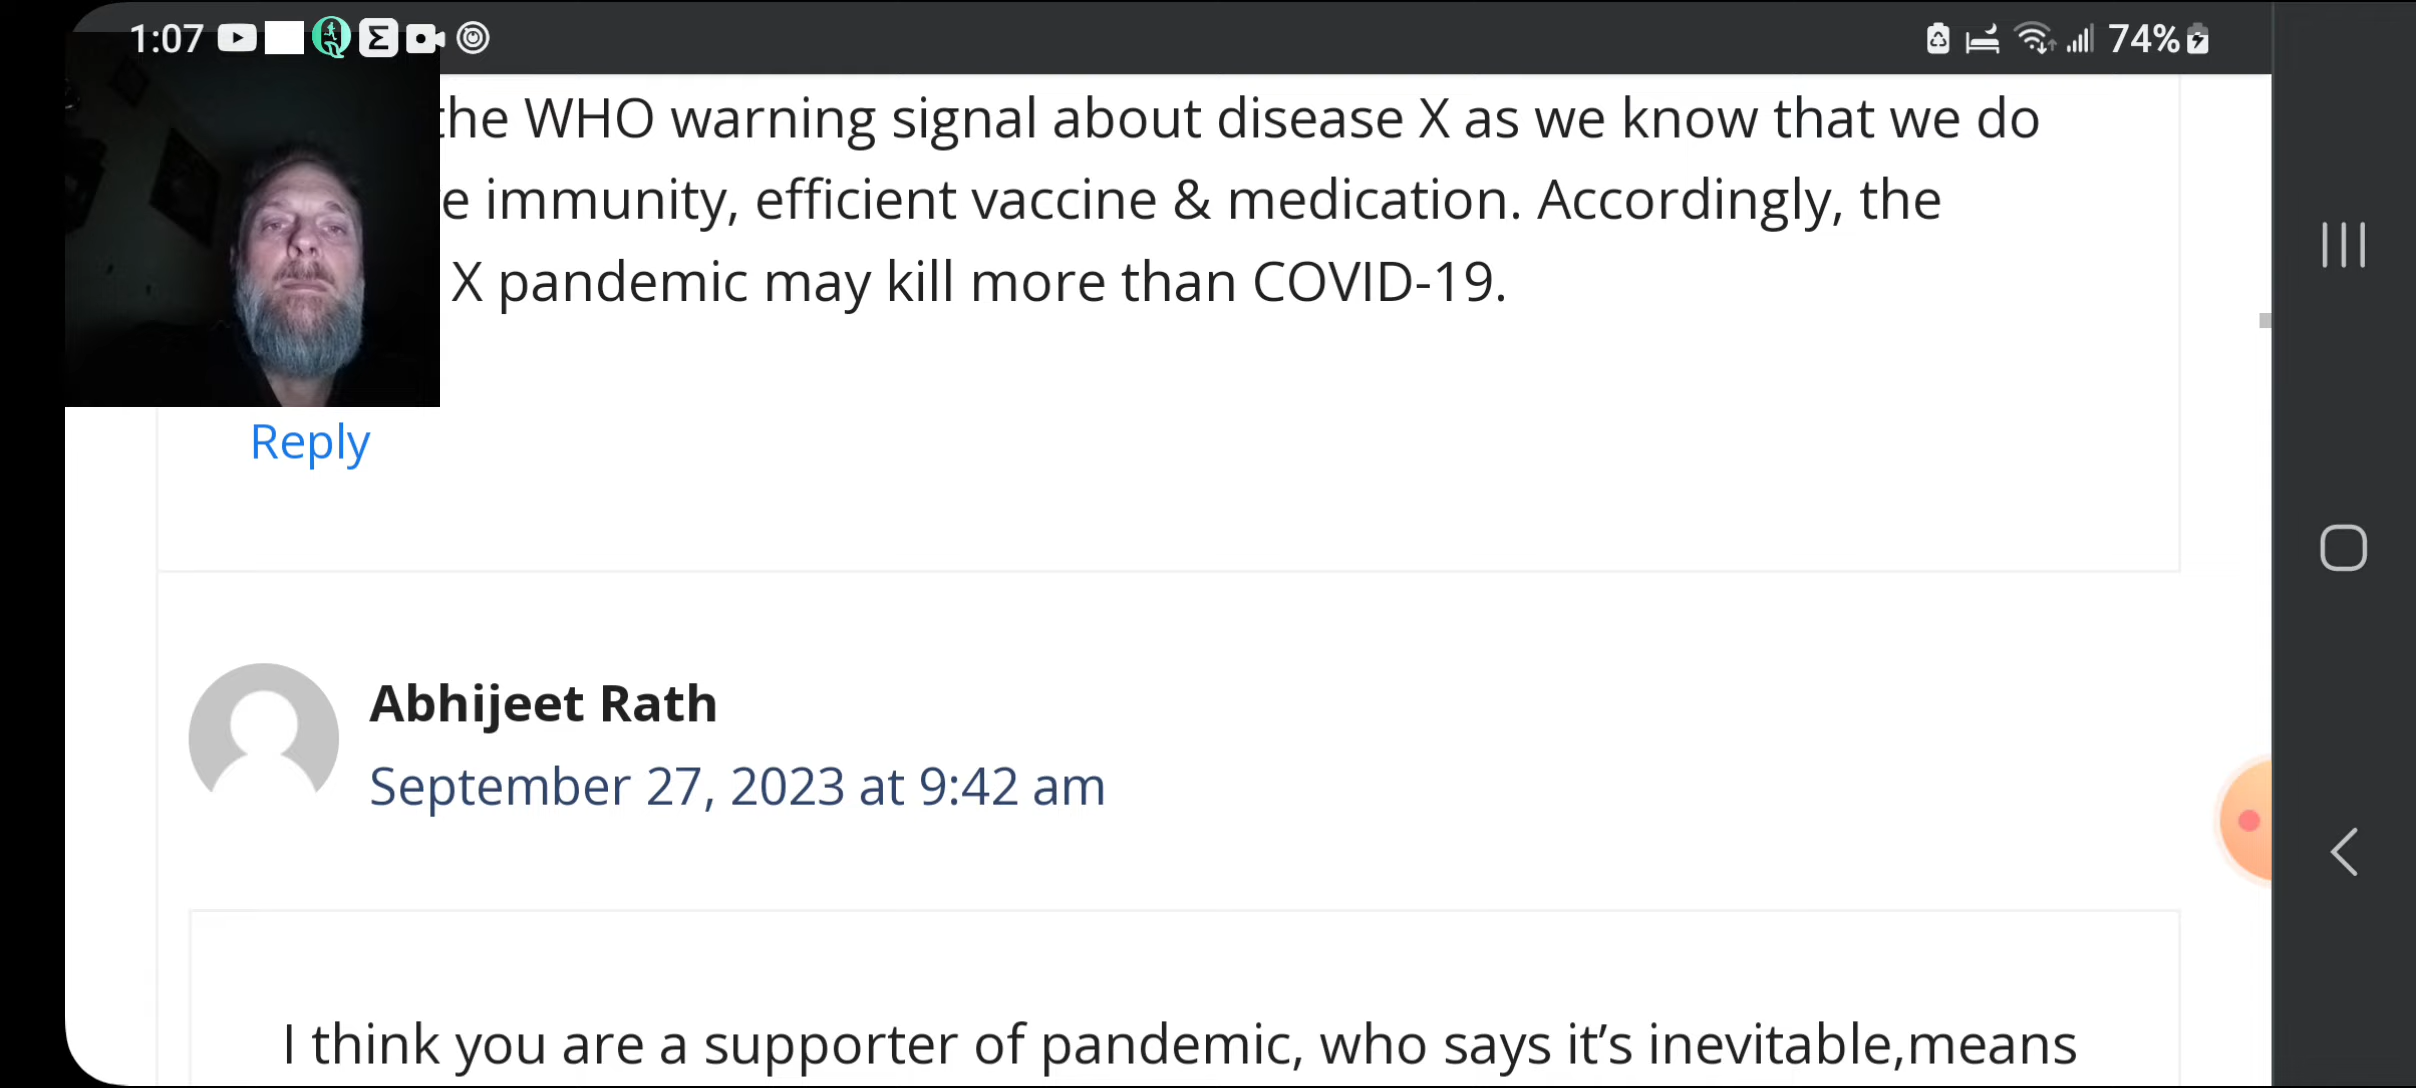 1:07 74%
the WHO warning signal about disease X as we know that we do
e immunity, efficient vaccine & medication. Accordingly, the
X pandemic may kill more than COVID-19.
Reply
Abhijeet Rath
September 27, 2023 at 9:42 am
I think you are a supporter of pandemic, who says it’s inevitable,means